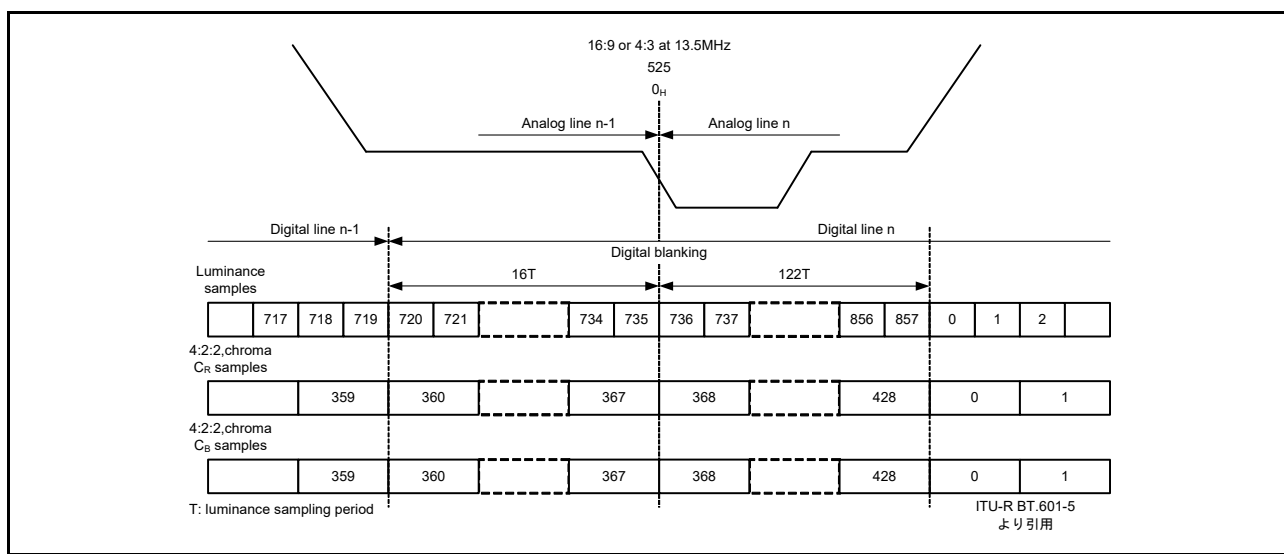 16:9 or 4:3 at 13.5MHz
525
0H
Analog line n-1
Analog line n
Digital line n-1
Digital line n
Digital blanking
16T
122T
Luminance
samples
717 718 719 720 721 734 735 736 737 856 857 0 1 2
4:2:2,chroma
CR samples
359 360 367 368 428 0 1
4:2:2,chroma
CB samples
359 360 367 368 428 0 1
T: luminance sampling period
ITU-R BT.601-5
より引用